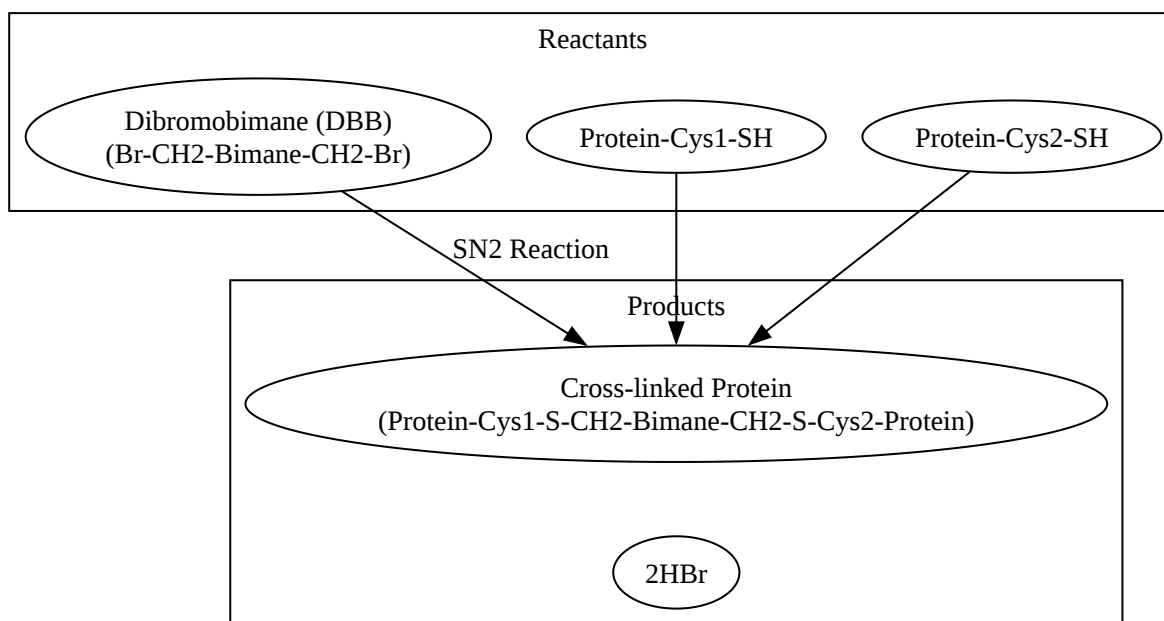 Reactants
Dibromobimane (DBB)
(Br-CH2-Bimane-CH2-Br)
Protein-Cys1-SH
Protein-Cys2-SH
SN2 Reaction
Products
Cross-linked Protein
(Protein-Cys1-S-CH2-Bimane-CH2-S-Cys2-Protein)
2HBr